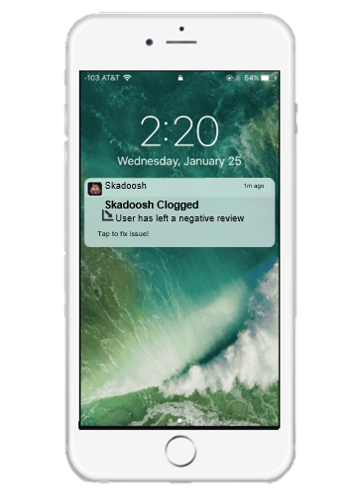 -103 AT&T 54%
2:20
Wednesday, January 25
Skadoosh 1m ago
Skadoosh Clogged
User has left a negative review
Tap to fix issue!